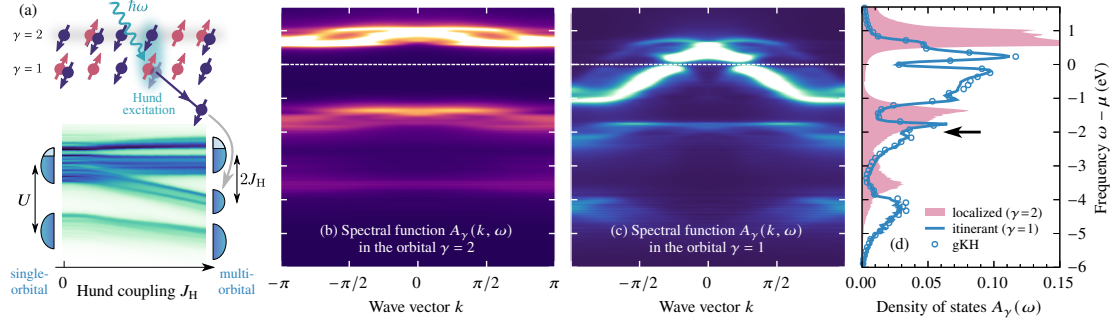 (a)
ħω
γ = 2
γ = 1
Hund
excitation
U
2J_H
single-
orbital
0
multi-
orbital
Hund coupling J_H
(b) Spectral function A_γ(k, ω)
in the orbital γ = 2
−π −π/2 0 π/2 π
Wave vector k
(c) Spectral function A_γ(k, ω)
in the orbital γ = 1
−π/2 0 π/2
Wave vector k
1
0
−1
−2
−3
−4
−5
−6
Frequency ω − μ (eV)
localized (γ=2)
itinerant (γ=1)
gKH
(d)
0.00 0.05 0.10 0.15
Density of states A_γ(ω)